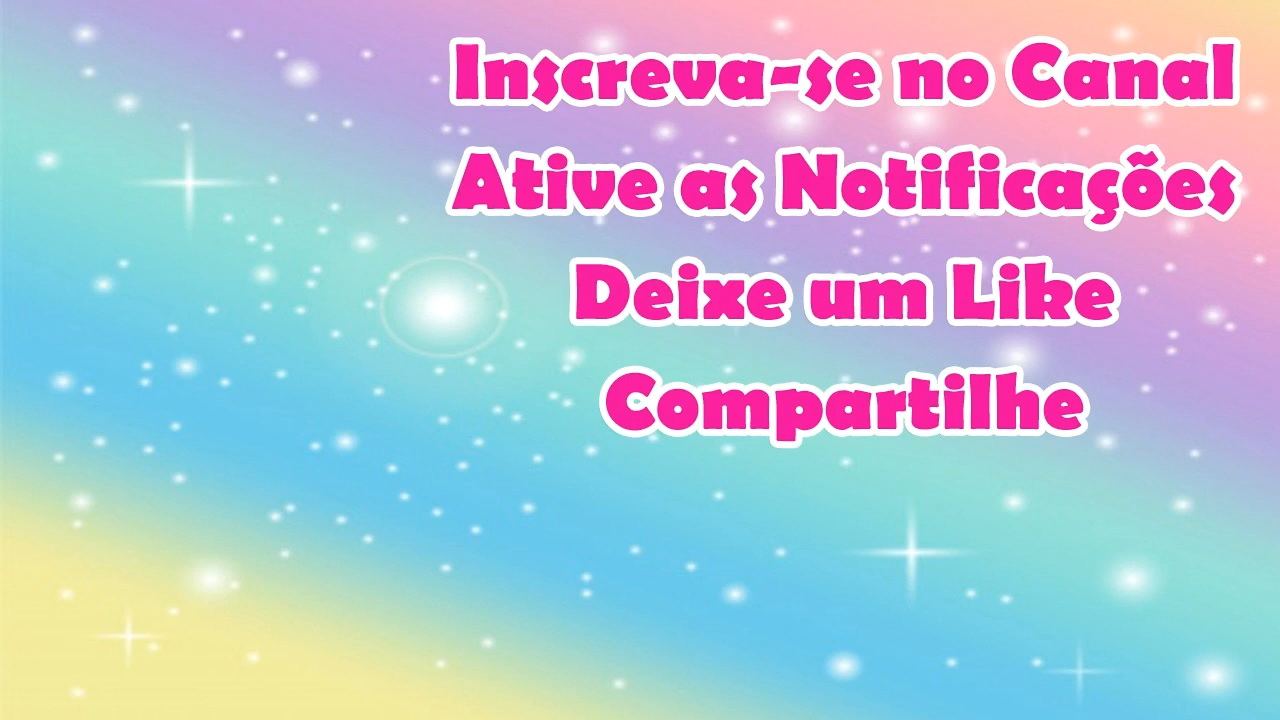 Inscreva-se no Canal
Ative as Notificações
Deixe um Like
Compartilhe